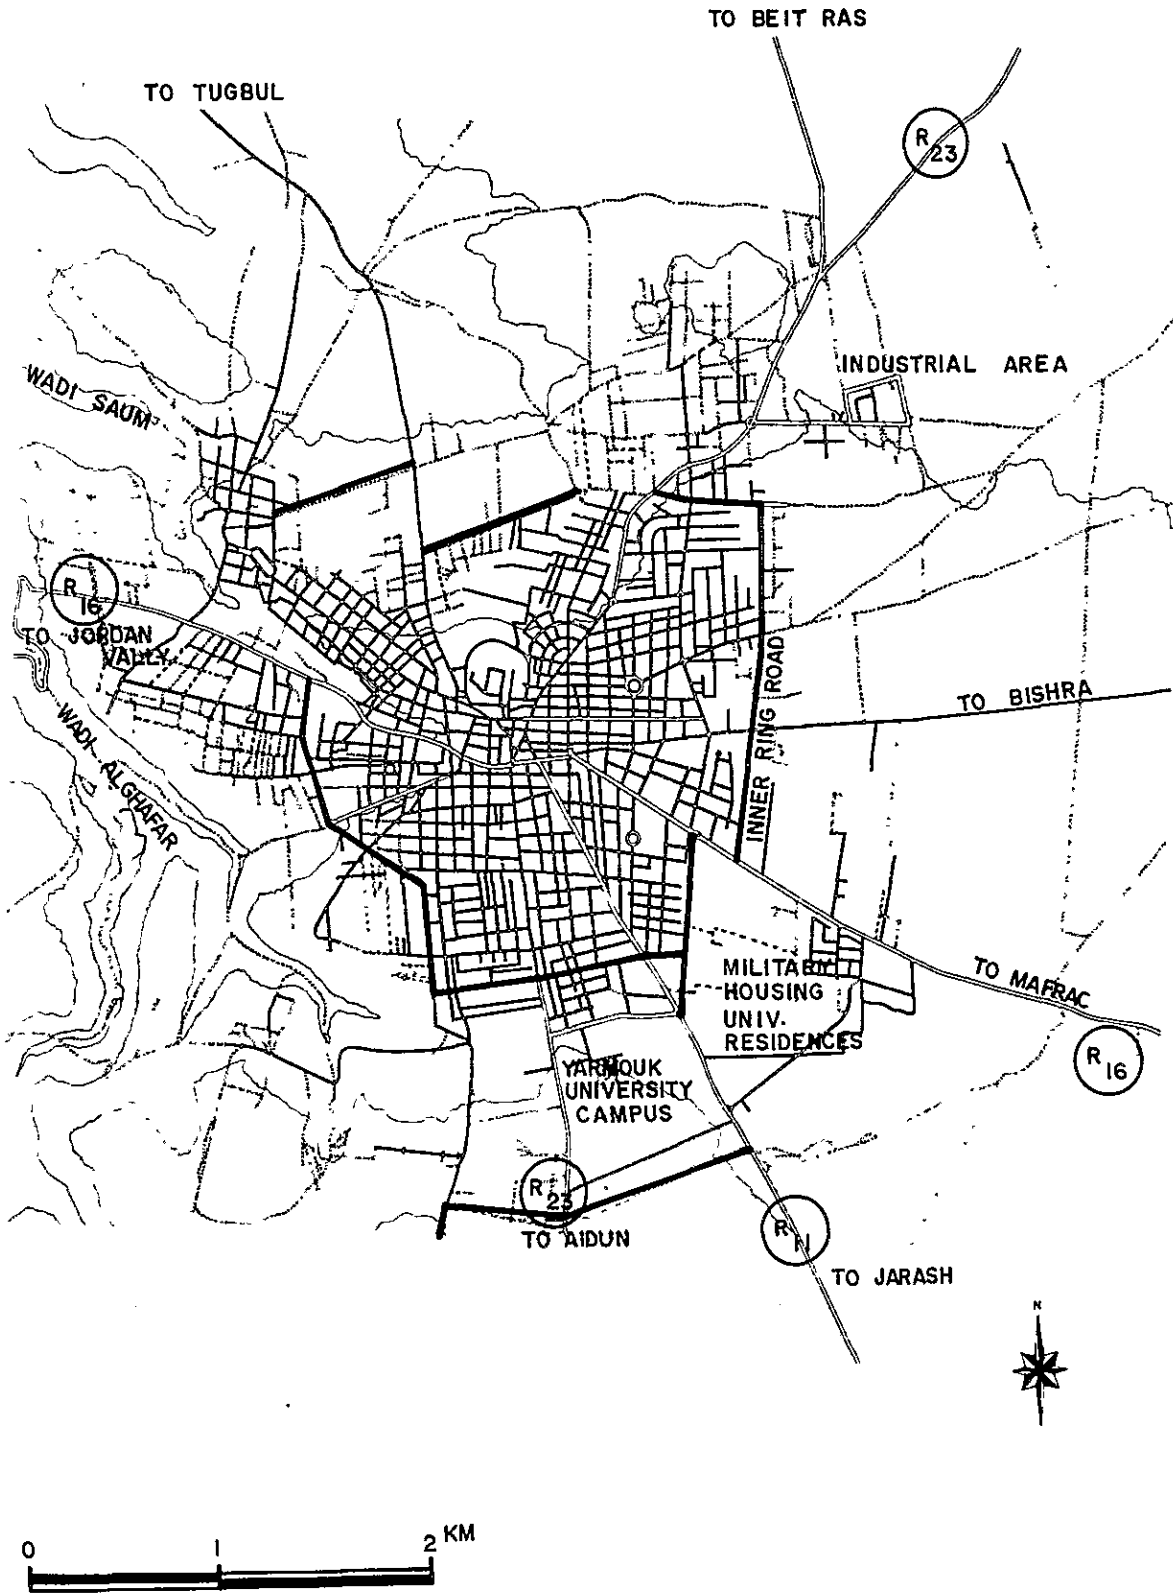 TO BEIT RAS
TO TUGBUL
R
23
INDUSTRIAL AREA
WADI SAUM
R
16
TO JORDAN
VALLY
INNER RING ROAD
TO BISHRA
WADI ALGHAFAR
MILITARY
HOUSING
UNIV.
RESIDENCES
TO MAFRAC
R
16
YARMOUK
UNIVERSITY
CAMPUS
R
23
TO AIDUN
R
11
TO JARASH
N
0 1 2 KM